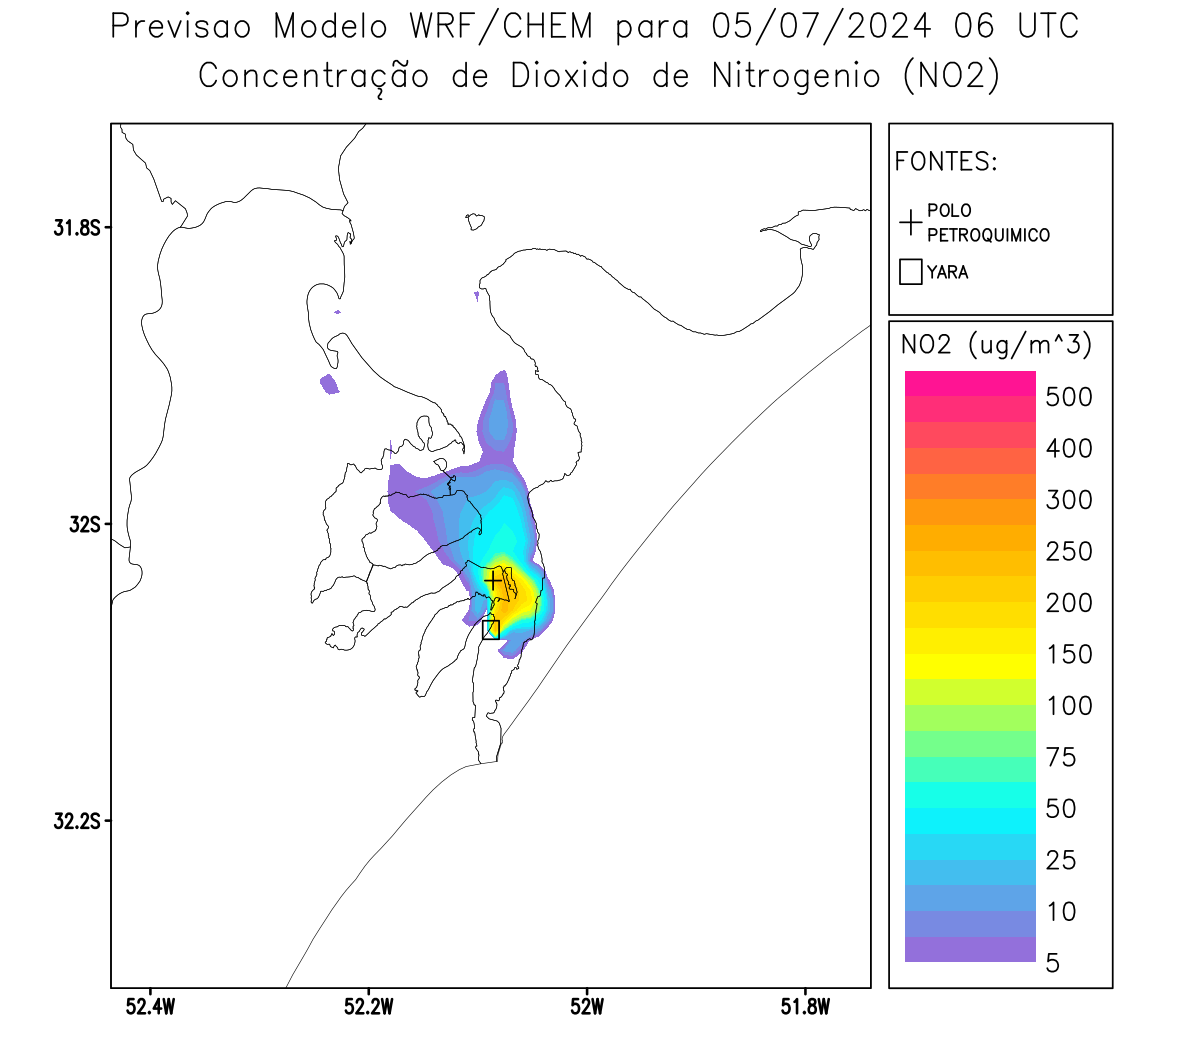 Previsao Modelo WRF/CHEM para 05/07/2024 06 UTC
Concentração de Dioxido de Nitrogenio (NO2)
FONTES:
POLO
PETROQUIMICO
YARA
31.8S
32S
32.2S
52.4W
52.2W
52W
51.8W
NO2 (ug/m^3)
500
400
300
250
200
150
100
75
50
25
10
5